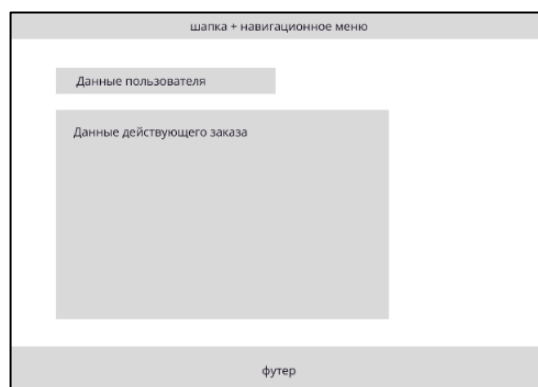 шапка + навигационное меню
Данные пользователя
Данные действующего заказа
футер